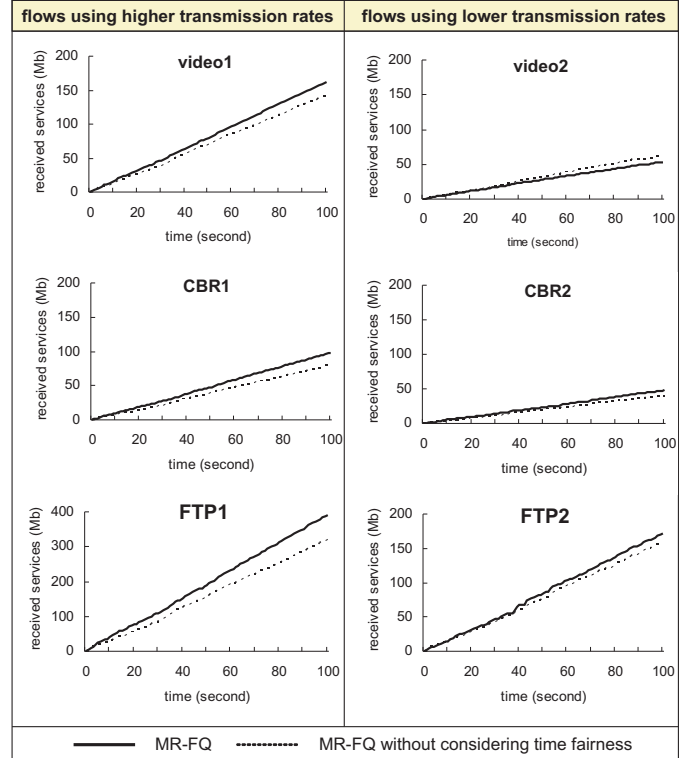 flows using higher transmission rates
flows using lower transmission rates
video1
received services (Mb)
200
150
100
50
0
0 20 40 60 80 100
time (second)
video2
received services (Mb)
200
150
100
50
0
0 20 40 60 80 100
time (second)
CBR1
received services (Mb)
200
150
100
50
0
0 20 40 60 80 100
time (second)
CBR2
received services (Mb)
200
150
100
50
0
0 20 40 60 80 100
time (second)
FTP1
received services (Mb)
400
300
200
100
0
0 20 40 60 80 100
time (second)
FTP2
received services (Mb)
200
150
100
50
0
0 20 40 60 80 100
time (second)
MR-FQ
MR-FQ without considering time fairness